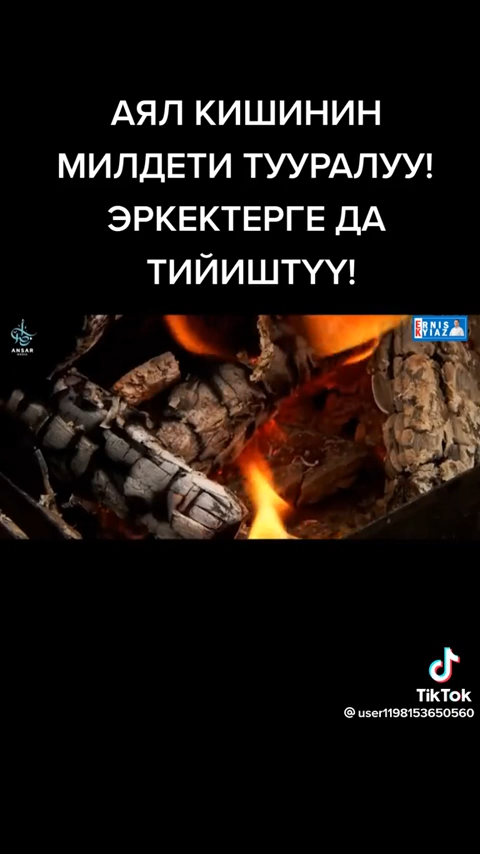 АЯЛ КИШИНИН
МИЛДЕТИ ТУУРАЛУУ!
ЭРКЕКТЕРГЕ ДА
ТИЙИШТҮҮ!
ANSAR
ERNIS
KYIAZ
TikTok
@user1198153650560